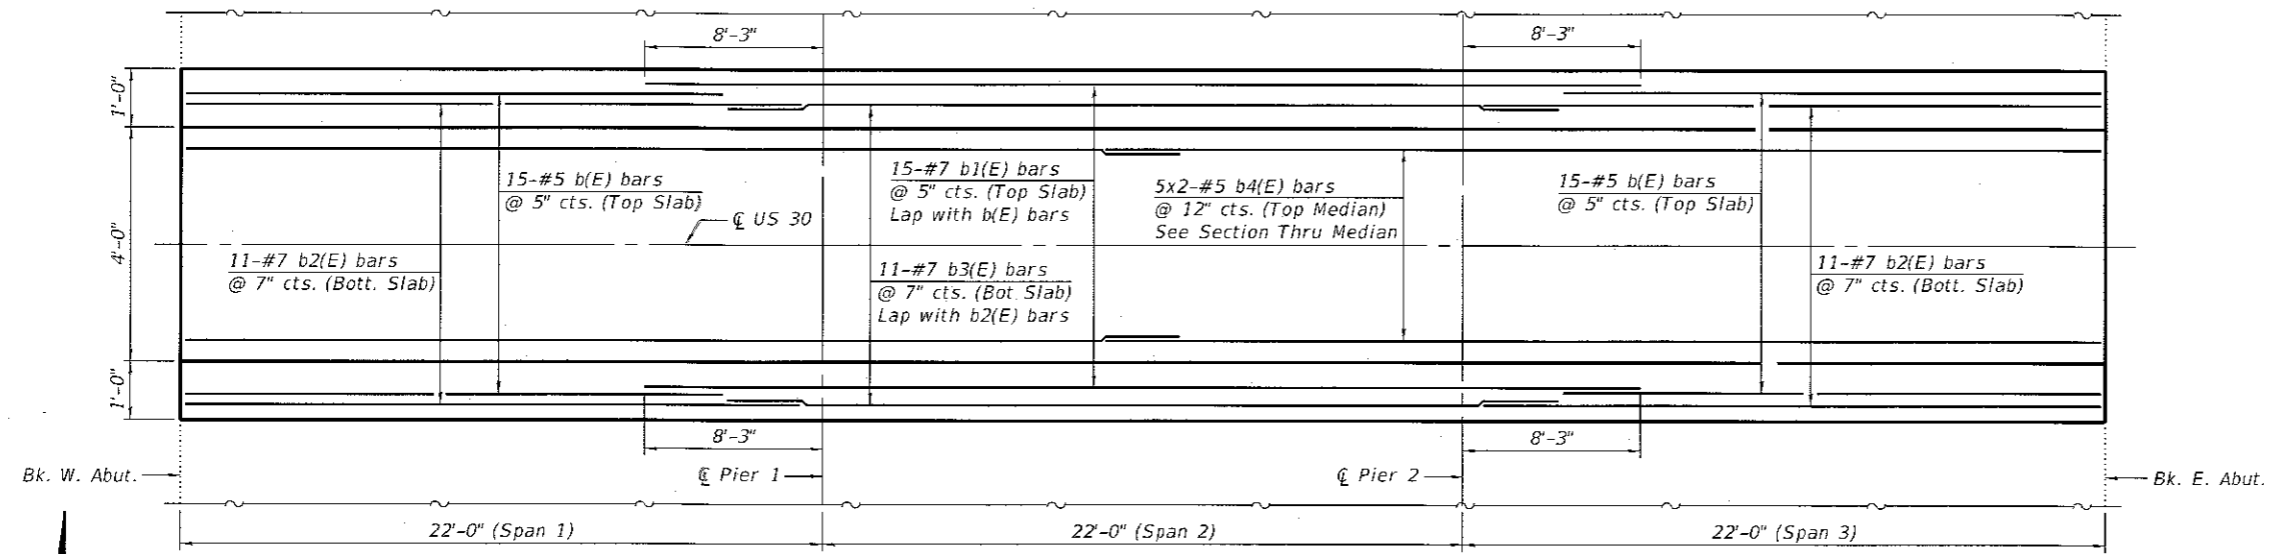 8'-3"
8'-3"
1'-0"
4'-0"
1'-0"
15-#5 b(E) bars
@ 5" cts. (Top Slab)
℄ US 30
15-#7 b1(E) bars
@ 5" cts. (Top Slab)
Lap with b(E) bars
5x2-#5 b4(E) bars
@ 12" cts. (Top Median)
See Section Thru Median
15-#5 b(E) bars
@ 5" cts. (Top Slab)
11-#7 b2(E) bars
@ 7" cts. (Bott. Slab)
11-#7 b3(E) bars
@ 7" cts. (Bot. Slab)
Lap with b2(E) bars
11-#7 b2(E) bars
@ 7" cts. (Bott. Slab)
8'-3"
8'-3"
Bk. W. Abut.
℄ Pier 1
℄ Pier 2
Bk. E. Abut.
22'-0" (Span 1)
22'-0" (Span 2)
22'-0" (Span 3)